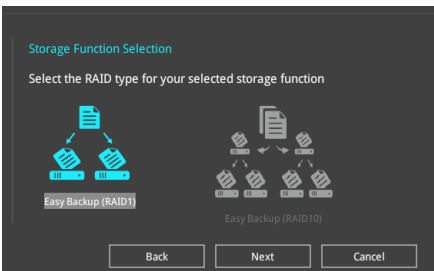 Storage Function Selection
Select the RAID type for your selected storage function
Easy Backup (RAID1)
Easy Backup (RAID10)
Back
Next
Cancel